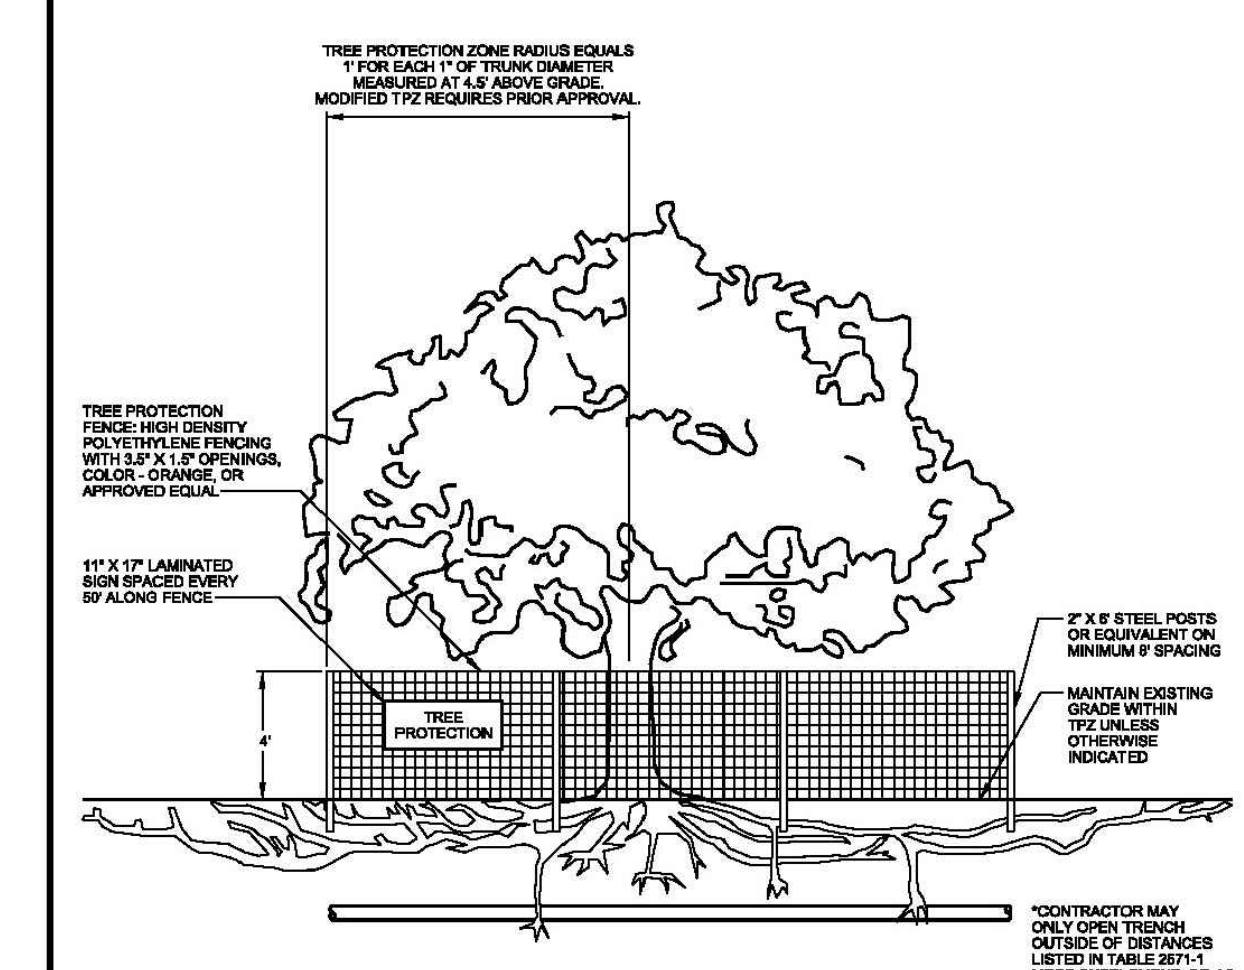 TREE PROTECTION ZONE RADIUS EQUALS
1' FOR EACH 1" OF TRUNK DIAMETER
MEASURED AT 4.5' ABOVE GRADE.
MODIFIED TPZ REQUIRES PRIOR APPROVAL.
TREE PROTECTION
FENCE: HIGH DENSITY
POLYETHYLENE FENCING
WITH 3.5" X 1.5" OPENINGS,
COLOR - ORANGE, OR
APPROVED EQUAL
11" X 17" LAMINATED
SIGN SPACED EVERY
50' ALONG FENCE
2" X 6' STEEL POSTS
OR EQUIVALENT ON
MINIMUM 8' SPACING
MAINTAIN EXISTING
GRADE WITHIN
TPZ UNLESS
OTHERWISE
INDICATED
TREE
PROTECTION
4'
*CONTRACTOR MAY
ONLY OPEN TRENCH
OUTSIDE OF DISTANCES
LISTED IN TABLE 2571-1